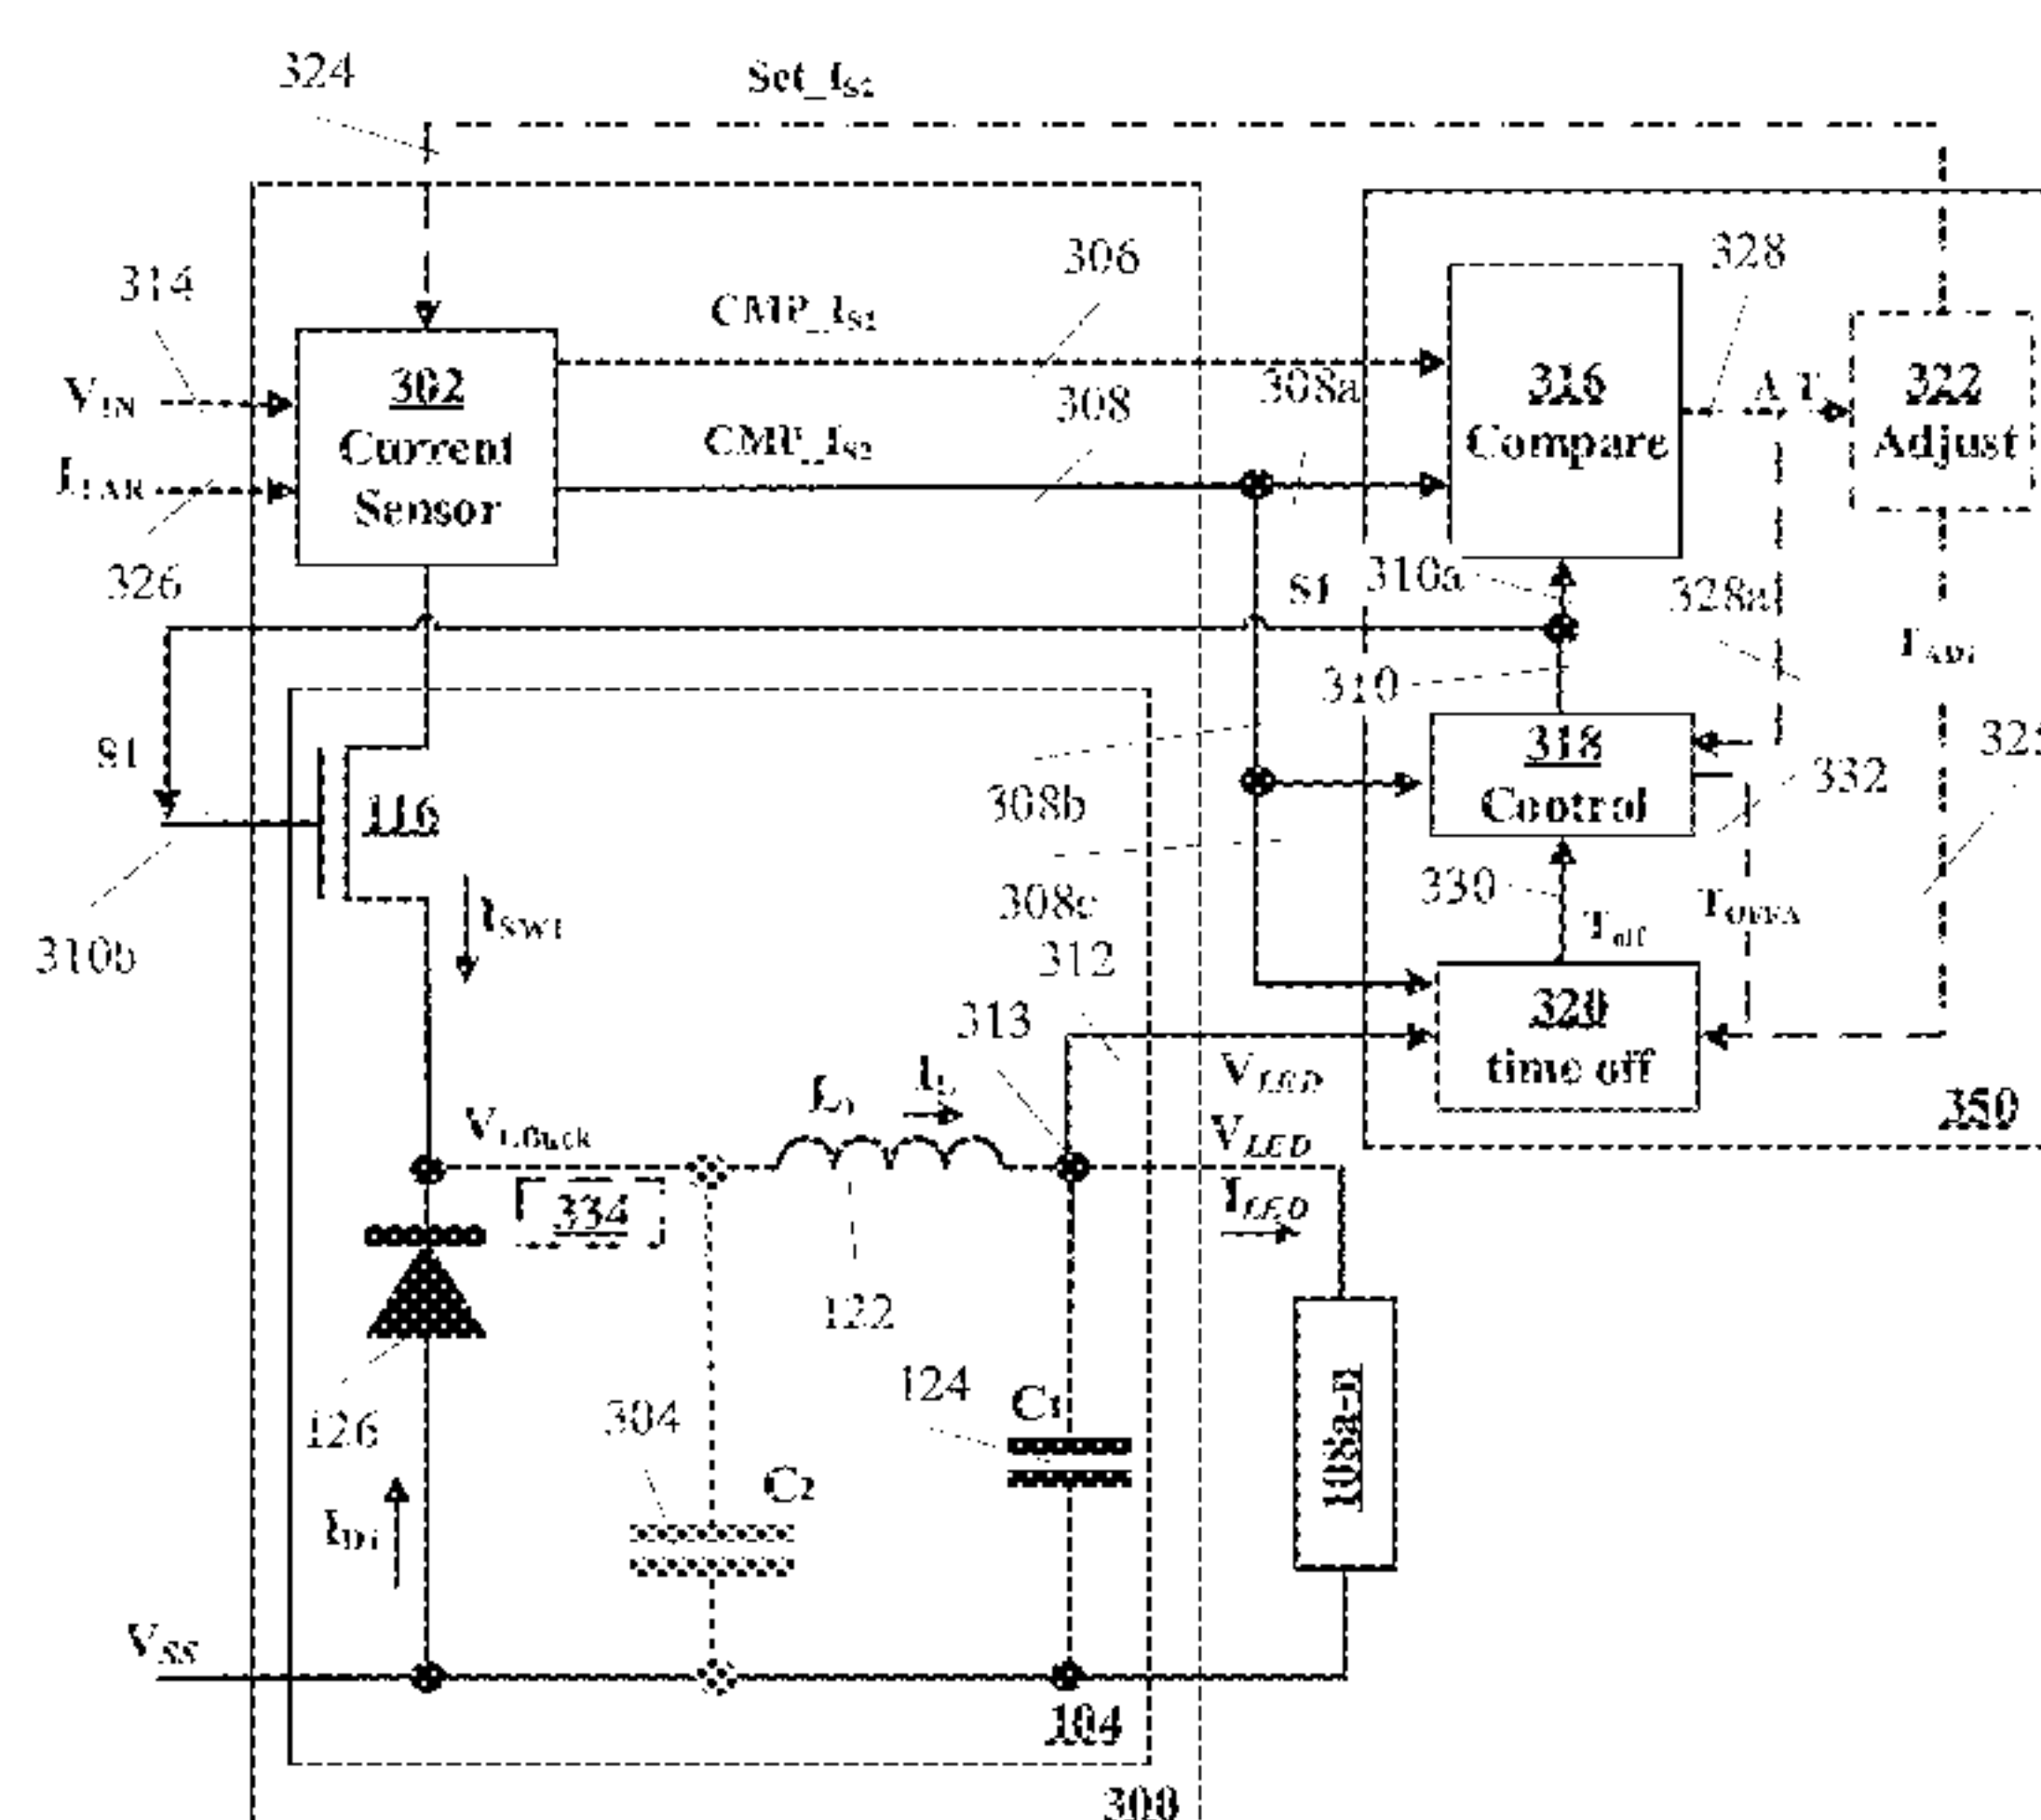 324
Set_IS2
314
306
328
CMP_IS1
VIN
302
Current
Sensor
308
308a
316
Compare
322
Adjust
CMP_IS2
ITAR
326
S1
310a
328a
TADJ
310
S1
116
318
Control
332
308b
310b
ISW1
308c
330
Toff
TOFFA
312
313
320
time off
VLED
350
IL
VLBuck
VLED
334
ILED
122
126
304
124
C1
C2
108a-n
ID1
VSS
104
300